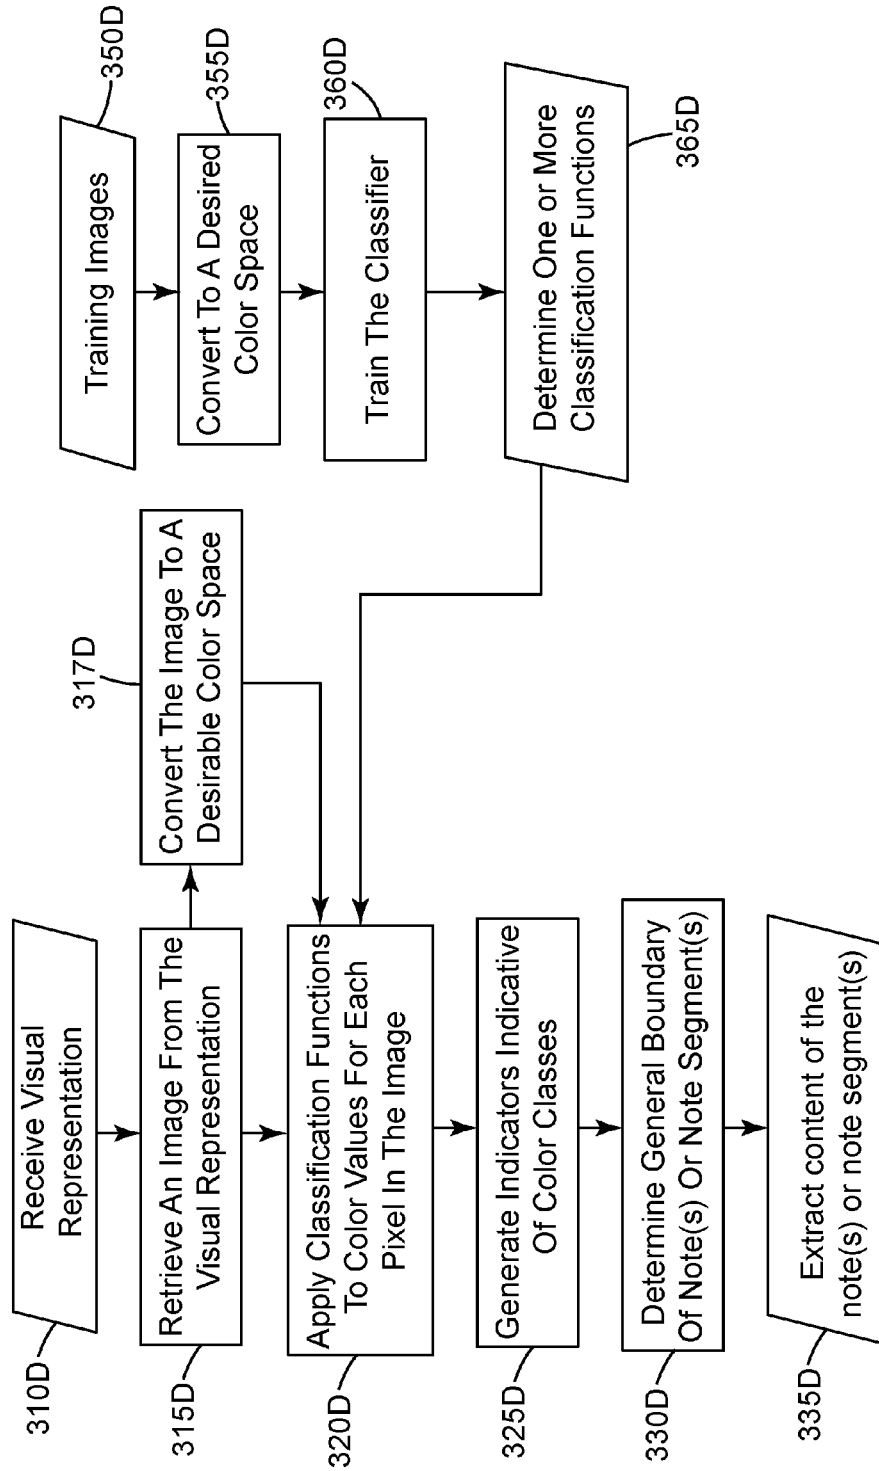 310D
Receive Visual
Representation
315D
Retrieve An Image From The
Visual Representation
317D
Convert The Image To A
Desirable Color Space
320D
Apply Classification Functions
To Color Values For Each
Pixel In The Image
325D
Generate Indicators Indicative
Of Color Classes
330D
Determine General Boundary
Of Note(s) Or Note Segment(s)
335D
Extract content of the
note(s) or note segment(s)
350D
Training Images
355D
Convert To A Desired
Color Space
360D
Train The Classifier
365D
Determine One or More
Classification Functions